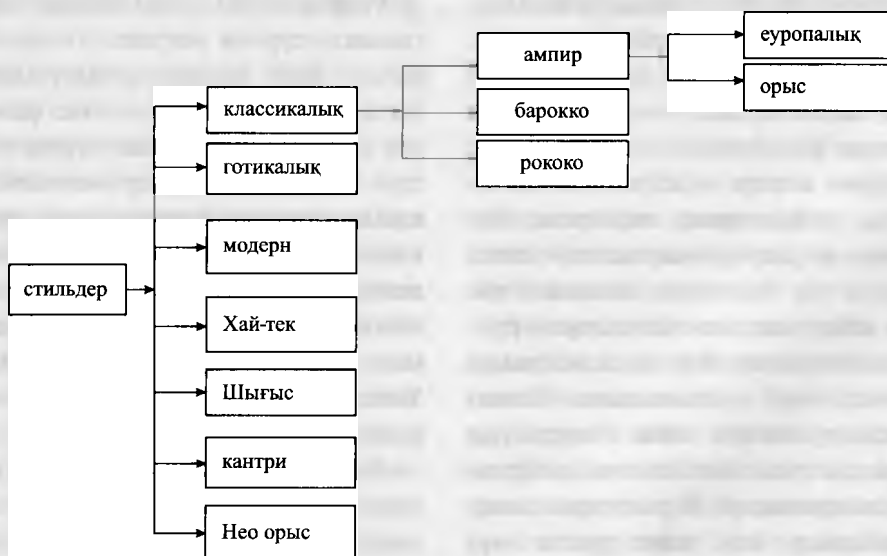 стильдер
классикалық
готикалық
модерн
Хай-тек
Шығыс
кантри
Нео орыс
ампир
барокко
рококо
еуропалық
орыс